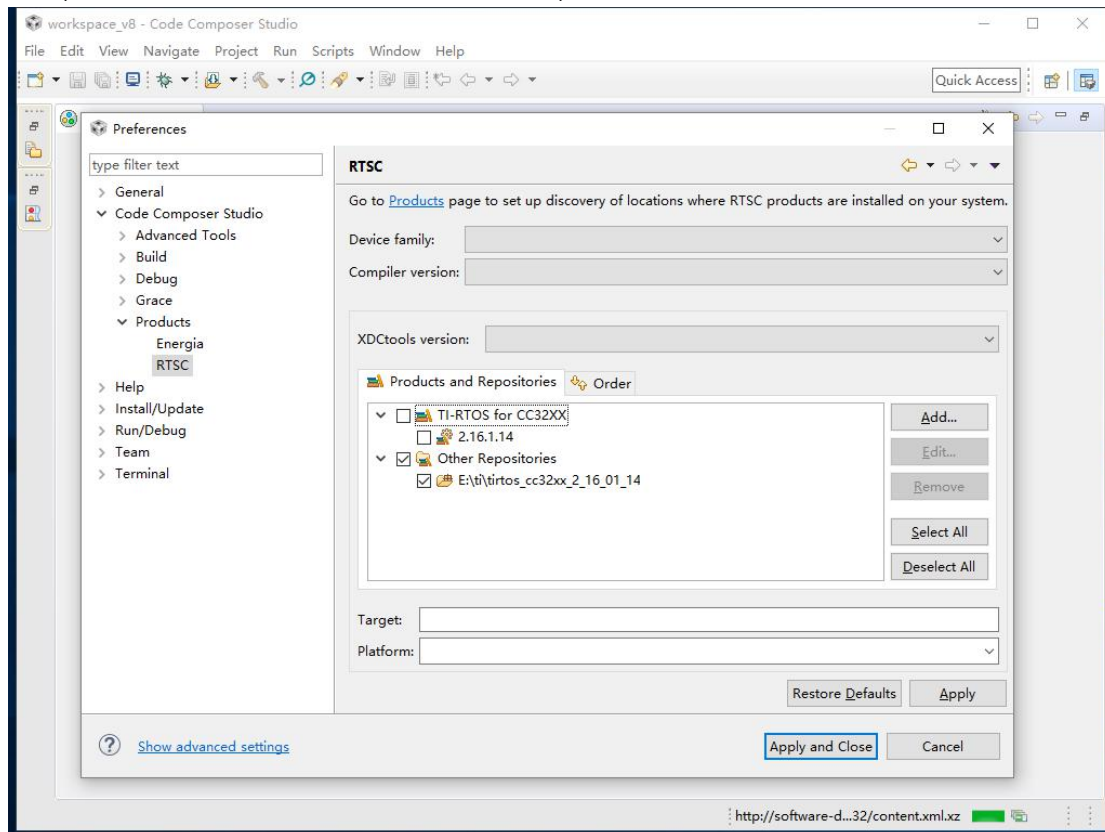 workspace_v8 - Code Composer Studio
File Edit View Navigate Project Run Scripts Window Help
Quick Access
Preferences
type filter text
General
Code Composer Studio
Advanced Tools
Build
Debug
Grace
Products
Energia
RTSC
Help
Install/Update
Run/Debug
Team
Terminal
RTSC
Go to Products page to set up discovery of locations where RTSC products are installed on your system.
Device family:
Compiler version:
XDCtools version:
Products and Repositories Order
TI-RTOS for CC32XX
2.16.1.14
Other Repositories
E:\ti\tirtos_cc32xx_2_16_01_14
Add...
Edit...
Remove
Select All
Deselect All
Target:
Platform:
Restore Defaults Apply
Show advanced settings
Apply and Close Cancel
http://software-d...32/content.xml.xz